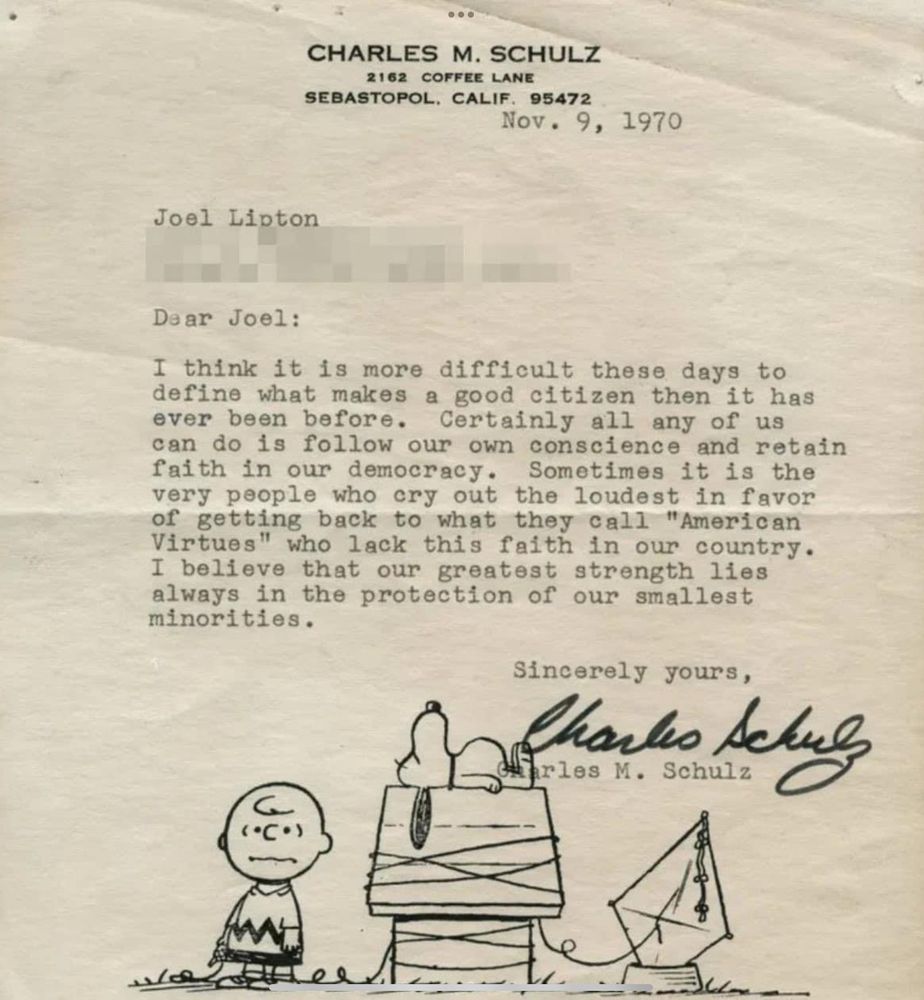 CHARLES M. SCHULZ
2162 COFFEE LANE
SEBASTOPOL, CALIF. 95472
Nov. 9, 1970
Joel Lipton
Dear Joel:
I think it is more difficult these days to
define what makes a good citizen then it has
ever been before. Certainly all any of us
can do is follow our own conscience and retain
faith in our democracy. Sometimes it is the
very people who cry out the loudest in favor
of getting back to what they call "American
Virtues" who lack this faith in our country.
I believe that our greatest strength lies
always in the protection of our smallest
minorities.
Sincerely yours,
Charles Schulz
Charles M. Schulz